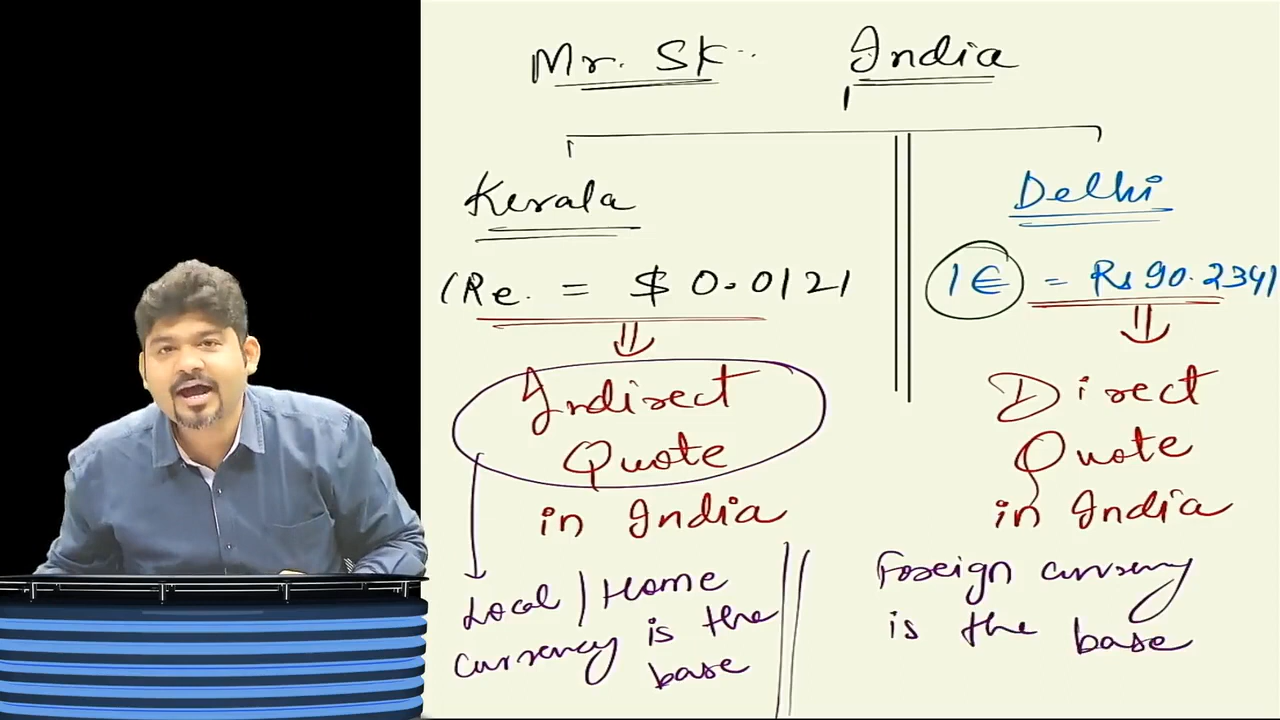 Mr. SK.. India
Kerala
1Re. = $ 0.0121
Indirect
Quote
in India
Local / Home
currency is the
base
Delhi
1€ = Rs 90.2341
Direct
Quote
in India
Foreign currency
is the base